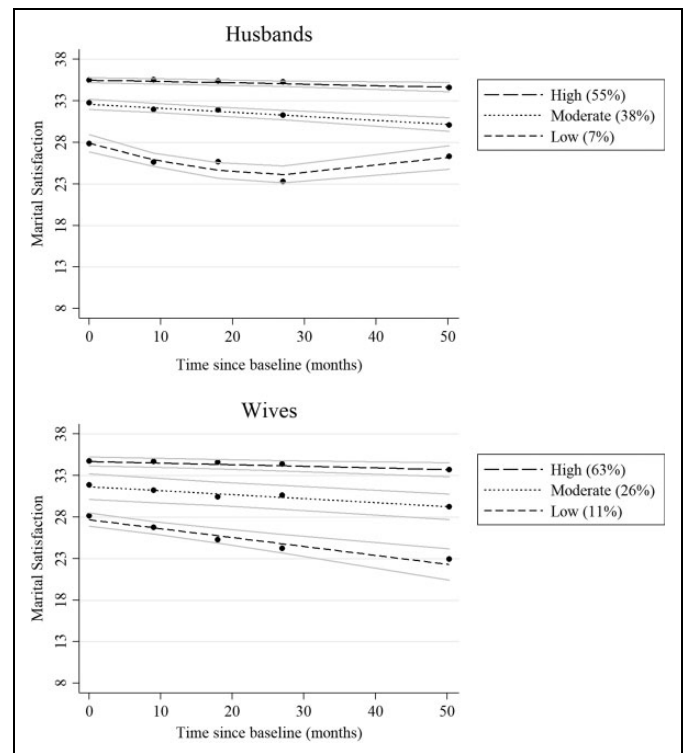 Husbands
38
33
28
23
18
13
8
Marital Satisfaction
0 10 20 30 40 50
Time since baseline (months)
High (55%)
Moderate (38%)
Low (7%)
Wives
38
33
28
23
18
13
8
Marital Satisfaction
0 10 20 30 40 50
Time since baseline (months)
High (63%)
Moderate (26%)
Low (11%)